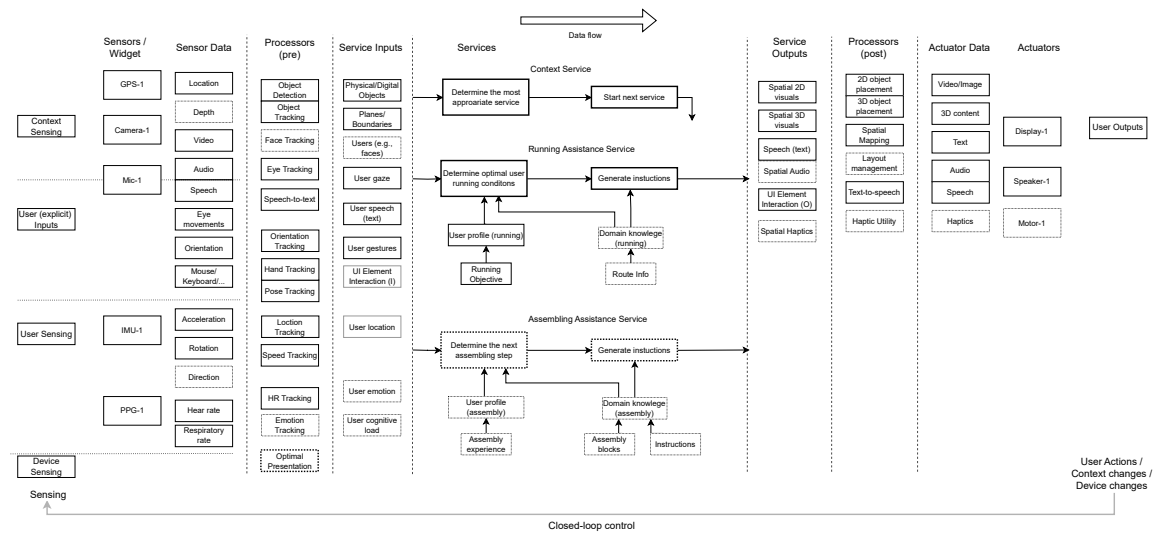 Data flow
Sensors /
Widget
Sensor Data
Processors
(pre)
Service Inputs
Services
Service
Outputs
Processors
(post)
Actuator Data
Actuators
Context
Sensing
User (explicit)
Inputs
User Sensing
Device
Sensing
Sensing
GPS-1
Camera-1
Mic-1
IMU-1
PPG-1
Location
Depth
Video
Audio
Speech
Eye
movements
Orientation
Mouse/
Keyboard/...
Acceleration
Rotation
Direction
Hear rate
Respiratory
rate
Object
Detection
Object
Tracking
Face Tracking
Eye Tracking
Speech-to-text
Orientation
Tracking
Hand Tracking
Pose Tracking
Loction
Tracking
Speed Tracking
HR Tracking
Emotion
Tracking
Optimal
Presentation
Physical/Digital
Objects
Planes/
Boundaries
Users (e.g.,
faces)
User gaze
User speech
(text)
User gestures
UI Element
Interaction (I)
User location
User emotion
User cognitive
load
Context Service
Determine the most
approariate service
Start next service
Running Assistance Service
Determine optimal user
running conditons
Generate instuctions
User profile (running)
Domain knowlege
(running)
Running
Objective
Route Info
Assembling Assistance Service
Determine the next
assembling step
Generate instuctions
User profile
(assembly)
Domain knowlege
(assembly)
Assembly
experience
Assembly
blocks
Instructions
Spatial 2D
visuals
Spatial 3D
visuals
Speech (text)
Spatial Audio
UI Element
Interaction (O)
Spatial Haptics
2D object
placement
3D object
placement
Spatial
Mapping
Layout
management
Text-to-speech
Haptic Utility
Video/Image
3D content
Text
Audio
Speech
Haptics
Display-1
Speaker-1
Motor-1
User Outputs
User Actions /
Context changes /
Device changes
Closed-loop control